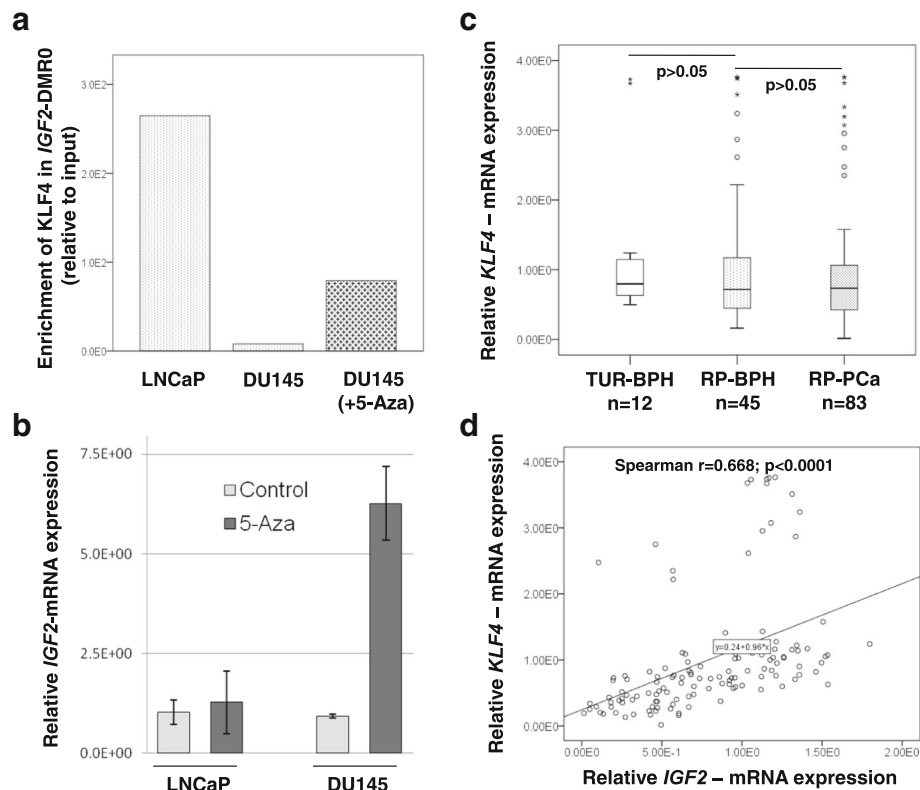 a
Enrichment of KLF4 in IGF2-DMR0
(relative to input)
3.0E2
2.0E2
1.0E2
0.0E0
LNCaP
DU145
DU145
(+5-Aza)
b
Relative IGF2-mRNA expression
7.5E+00
5.0E+00
2.5E+00
0.0E+00
Control
5-Aza
LNCaP
DU145
c
Relative KLF4 – mRNA expression
4.00E0
3.00E0
2.00E0
1.00E0
0.00E0
p>0.05
p>0.05
TUR-BPH
n=12
RP-BPH
n=45
RP-PCa
n=83
d
Relative KLF4 – mRNA expression
Spearman r=0.668; p<0.0001
4.00E0
3.00E0
2.00E0
1.00E0
0.00E0
y=0.24+0.96*x
0.00E0
5.00E-1
1.00E0
1.50E0
2.00E0
Relative IGF2 – mRNA expression